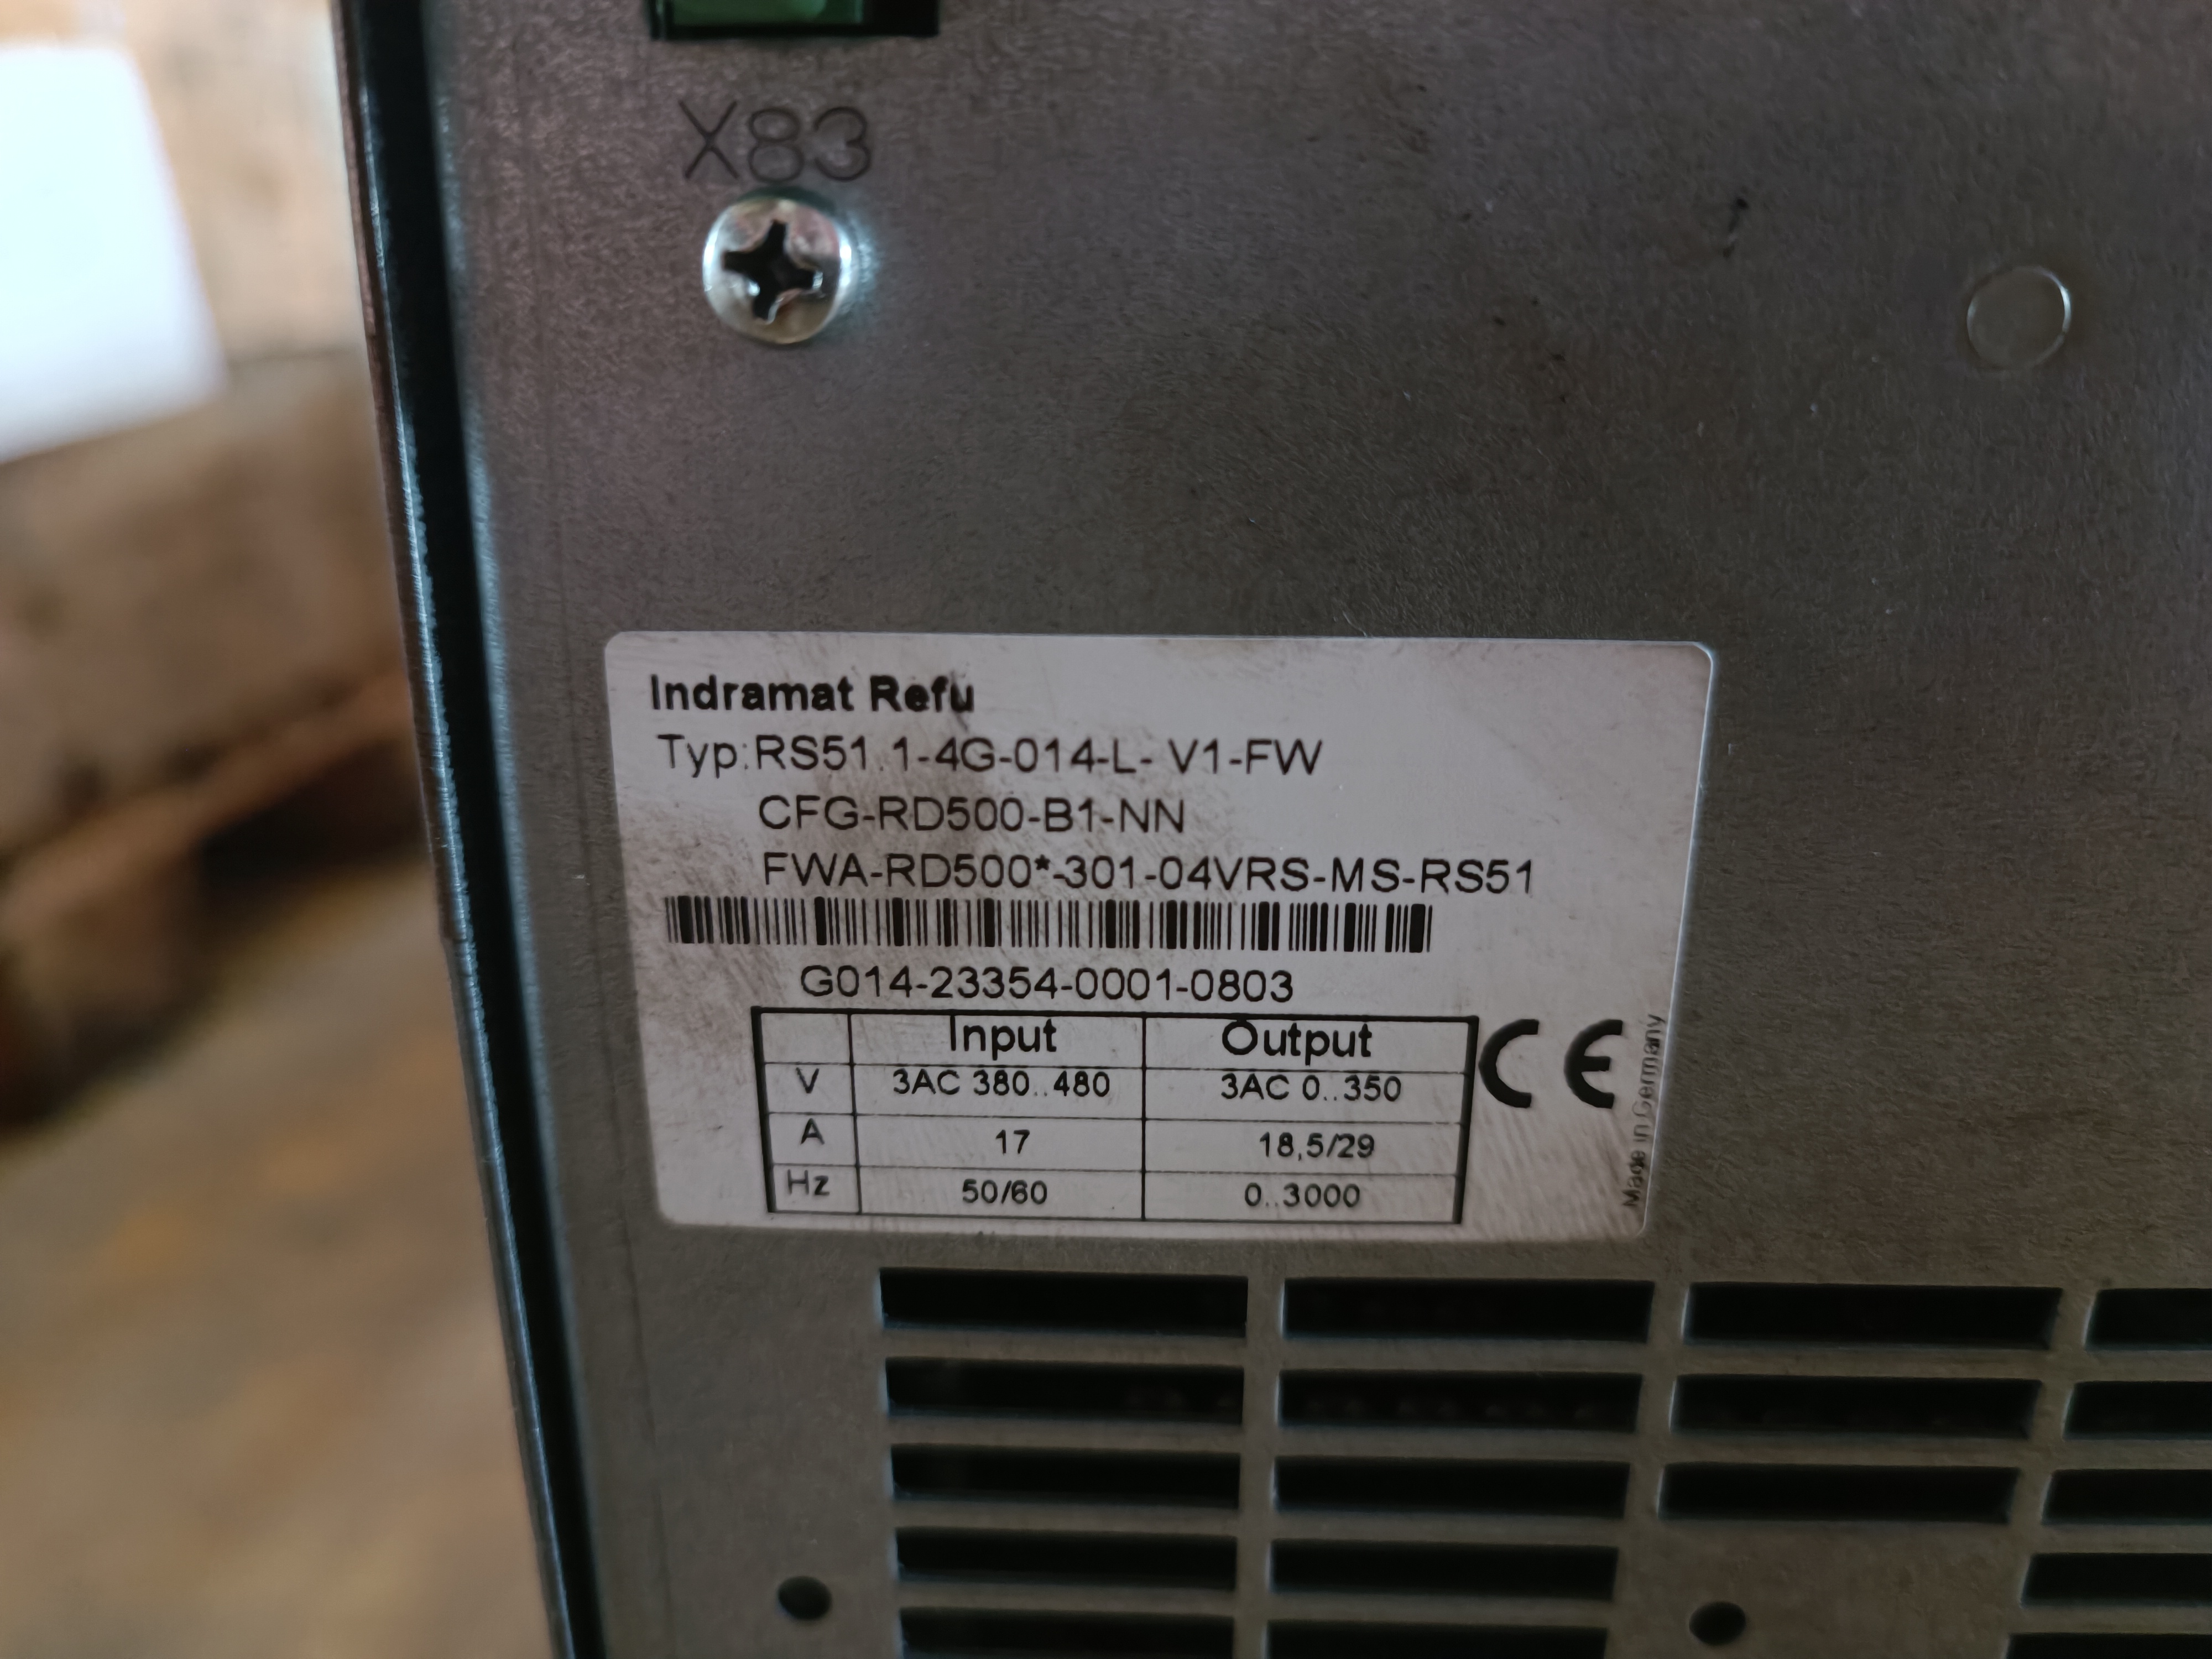 X83
Indramat Refu
Typ:RS51.1-4G-014-L- V1-FW
CFG-RD500-B1-NN
FWA-RD500*-301-04VRS-MS-RS51
G014-23354-0001-0803
Input Output
V 3AC 380..480 3AC 0..350
A 17 18,5/29
Hz 50/60 0..3000
CE
Made in Germany